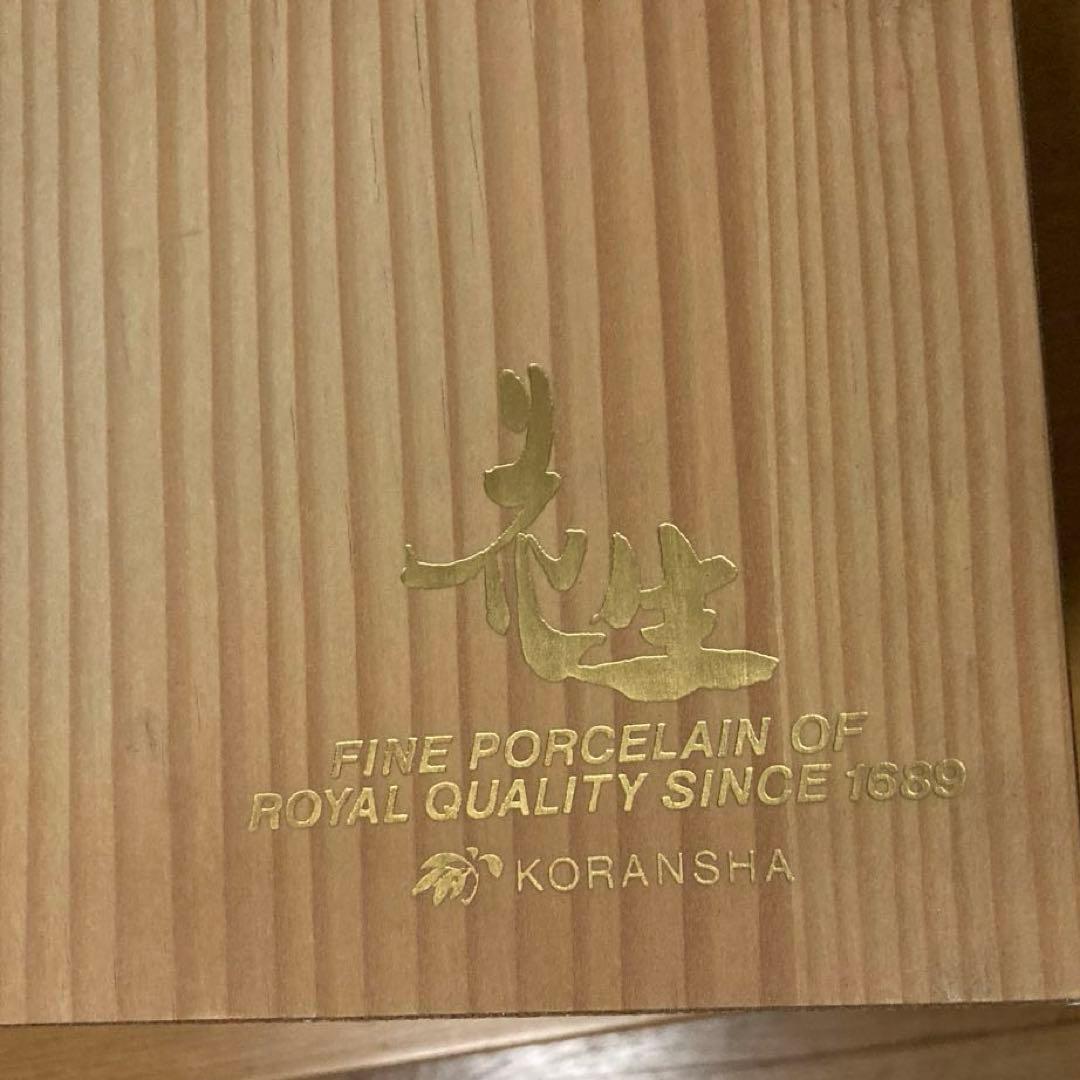 花生
FINE PORCELAIN OF
ROYAL QUALITY SINCE 1689
KORANSHA